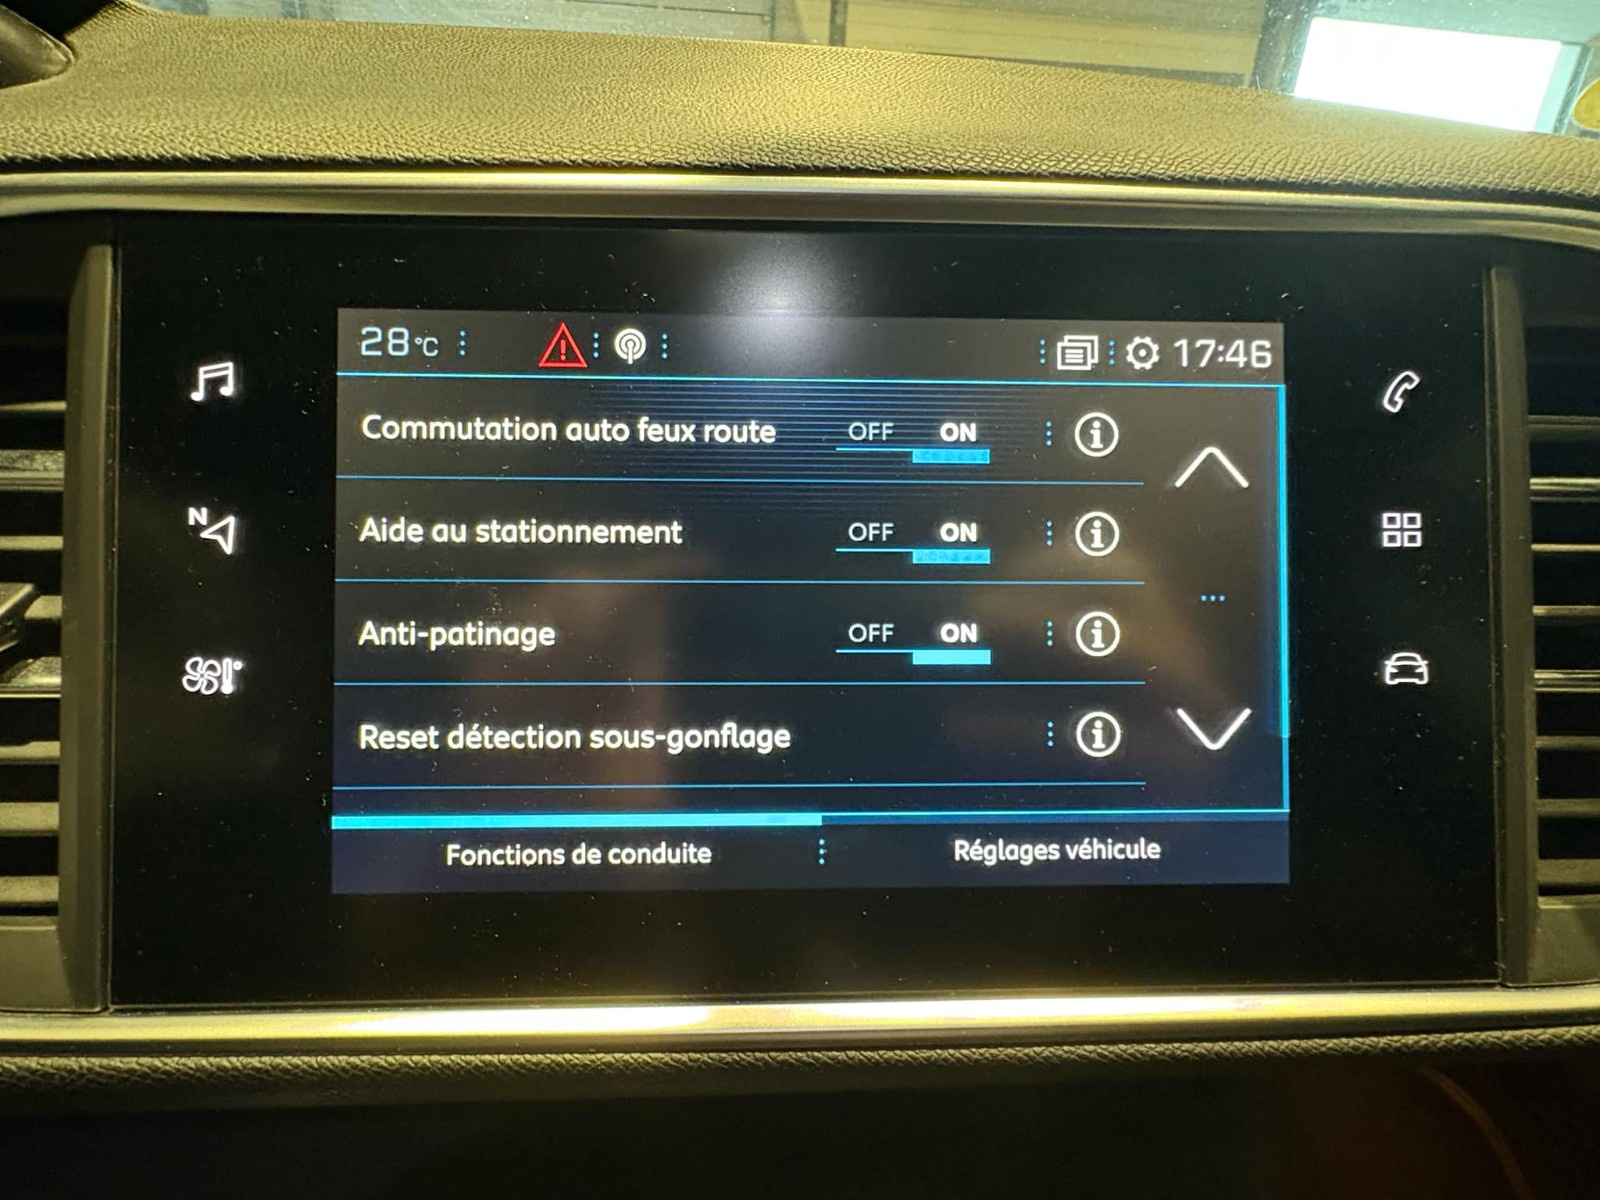 28°C 17:46
Commutation auto feux route OFF ON
Aide au stationnement OFF ON
Anti-patinage OFF ON
Reset détection sous-gonflage
Fonctions de conduite Réglages véhicule
N